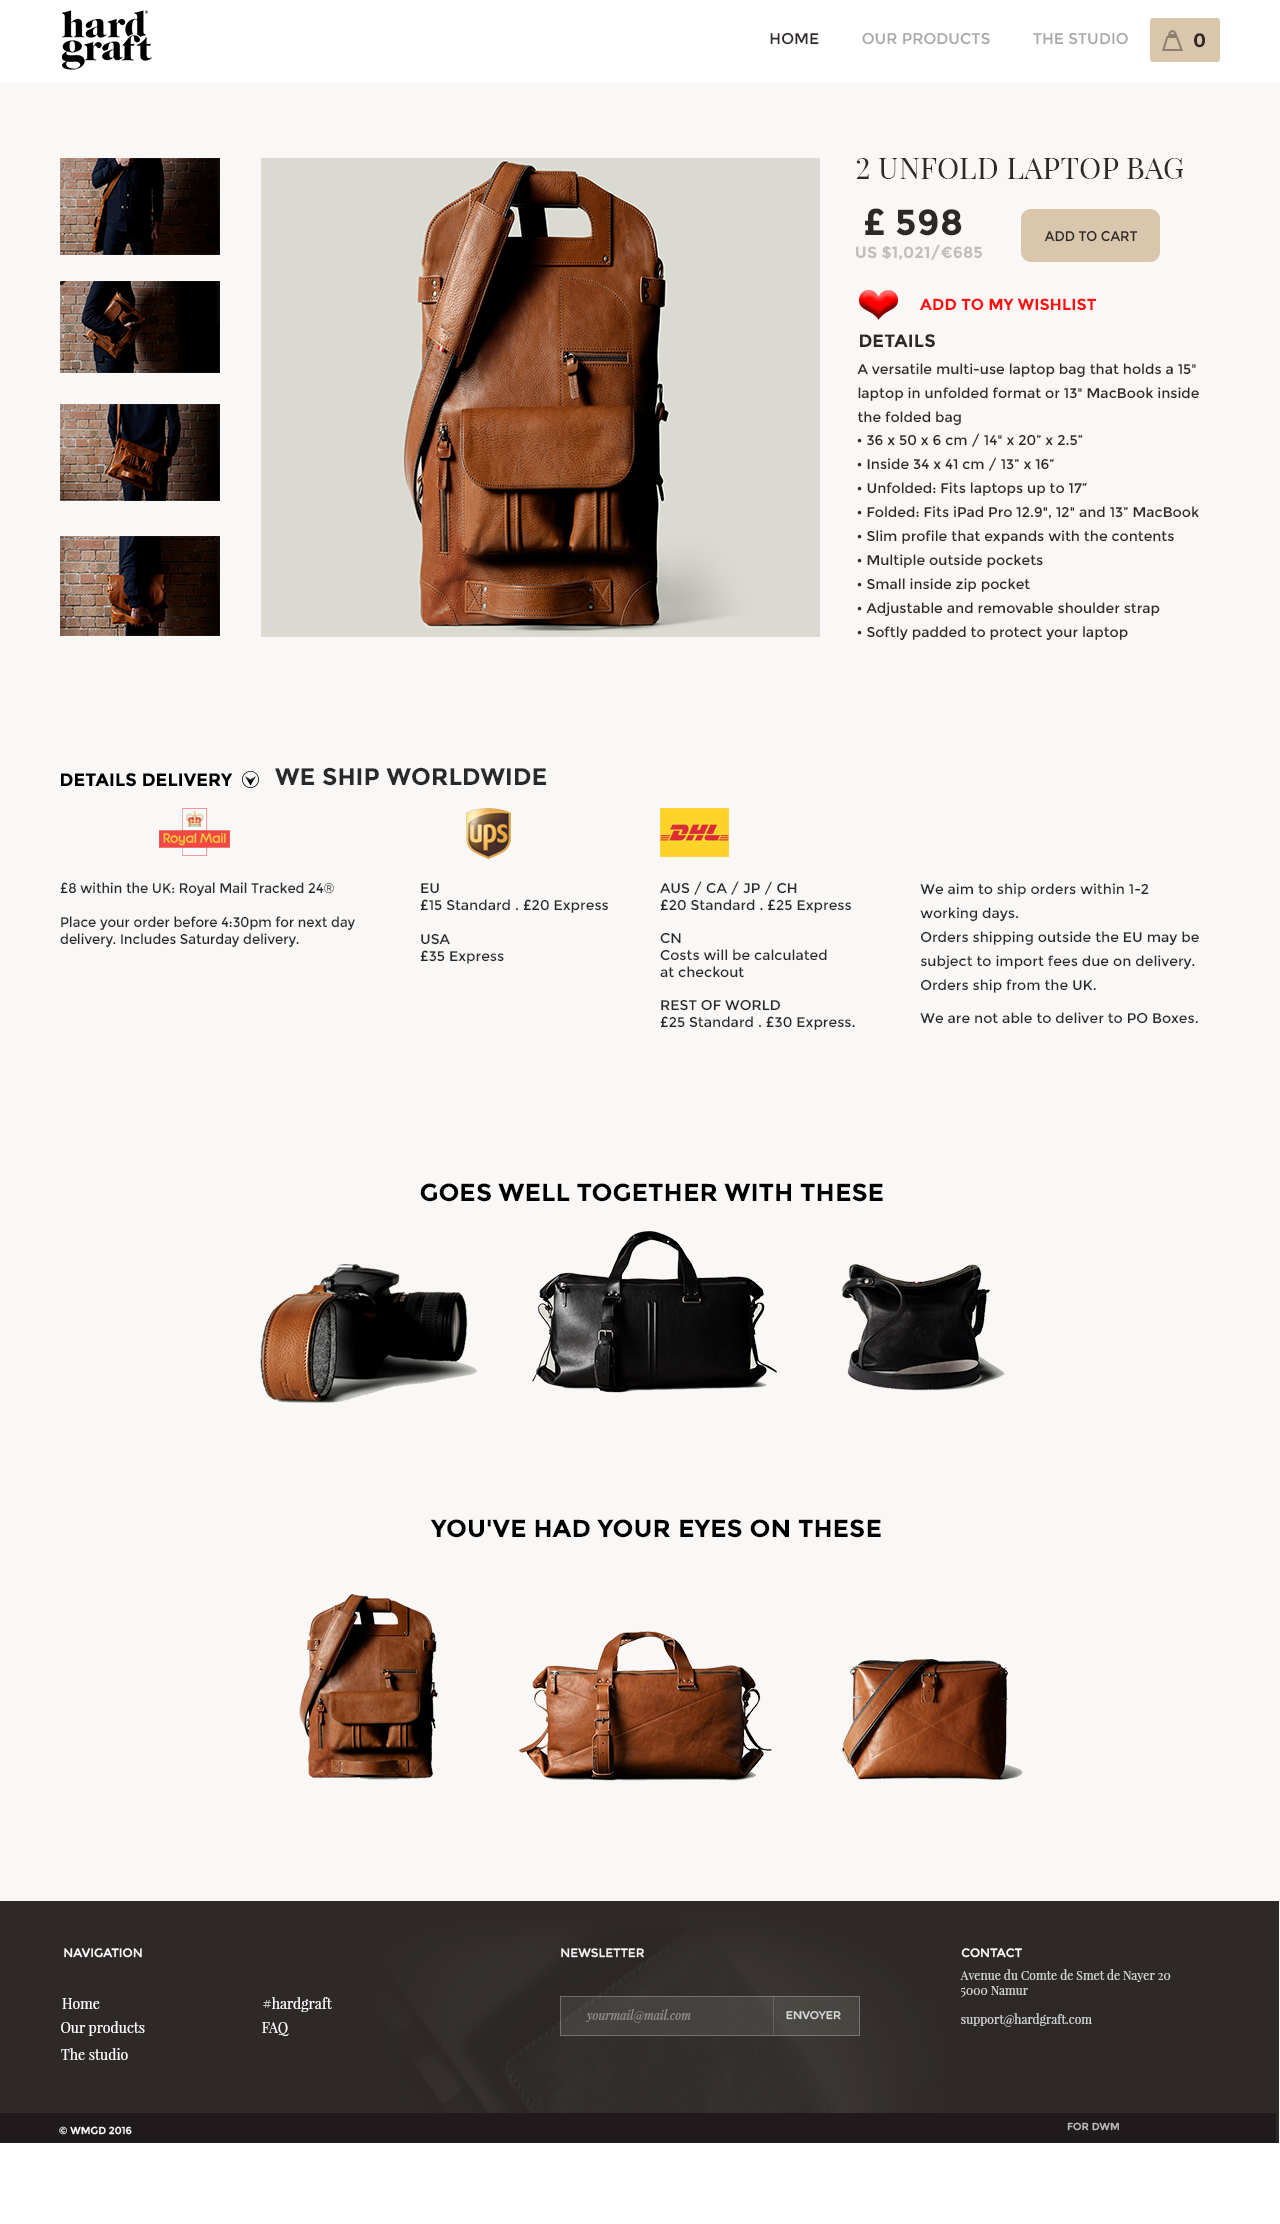 hard
graft
HOME
OUR PRODUCTS
THE STUDIO
0
2 UNFOLD LAPTOP BAG
£ 598
US $1,021/€685
ADD TO CART
ADD TO MY WISHLIST
DETAILS
A versatile multi-use laptop bag that holds a 15"
laptop in unfolded format or 13" MacBook inside
the folded bag
• 36 x 50 x 6 cm / 14" x 20” x 2.5”
• Inside 34 x 41 cm / 13” x 16”
• Unfolded: Fits laptops up to 17”
• Folded: Fits iPad Pro 12.9", 12" and 13” MacBook
• Slim profile that expands with the contents
• Multiple outside pockets
• Small inside zip pocket
• Adjustable and removable shoulder strap
• Softly padded to protect your laptop
DETAILS DELIVERY
WE SHIP WORLDWIDE
Royal Mail
ups
DHL
£8 within the UK: Royal Mail Tracked 24®
Place your order before 4:30pm for next day
delivery. Includes Saturday delivery.
EU
£15 Standard . £20 Express
USA
£35 Express
AUS / CA / JP / CH
£20 Standard . £25 Express
CN
Costs will be calculated
at checkout
REST OF WORLD
£25 Standard . £30 Express.
We aim to ship orders within 1-2
working days.
Orders shipping outside the EU may be
subject to import fees due on delivery.
Orders ship from the UK.
We are not able to deliver to PO Boxes.
GOES WELL TOGETHER WITH THESE
YOU'VE HAD YOUR EYES ON THESE
NAVIGATION
Home
Our products
The studio
#hardgraft
FAQ
NEWSLETTER
yourmail@mail.com
ENVOYER
CONTACT
Avenue du Comte de Smet de Nayer 20
5000 Namur
support@hardgraft.com
© WMGD 2016
FOR DWM